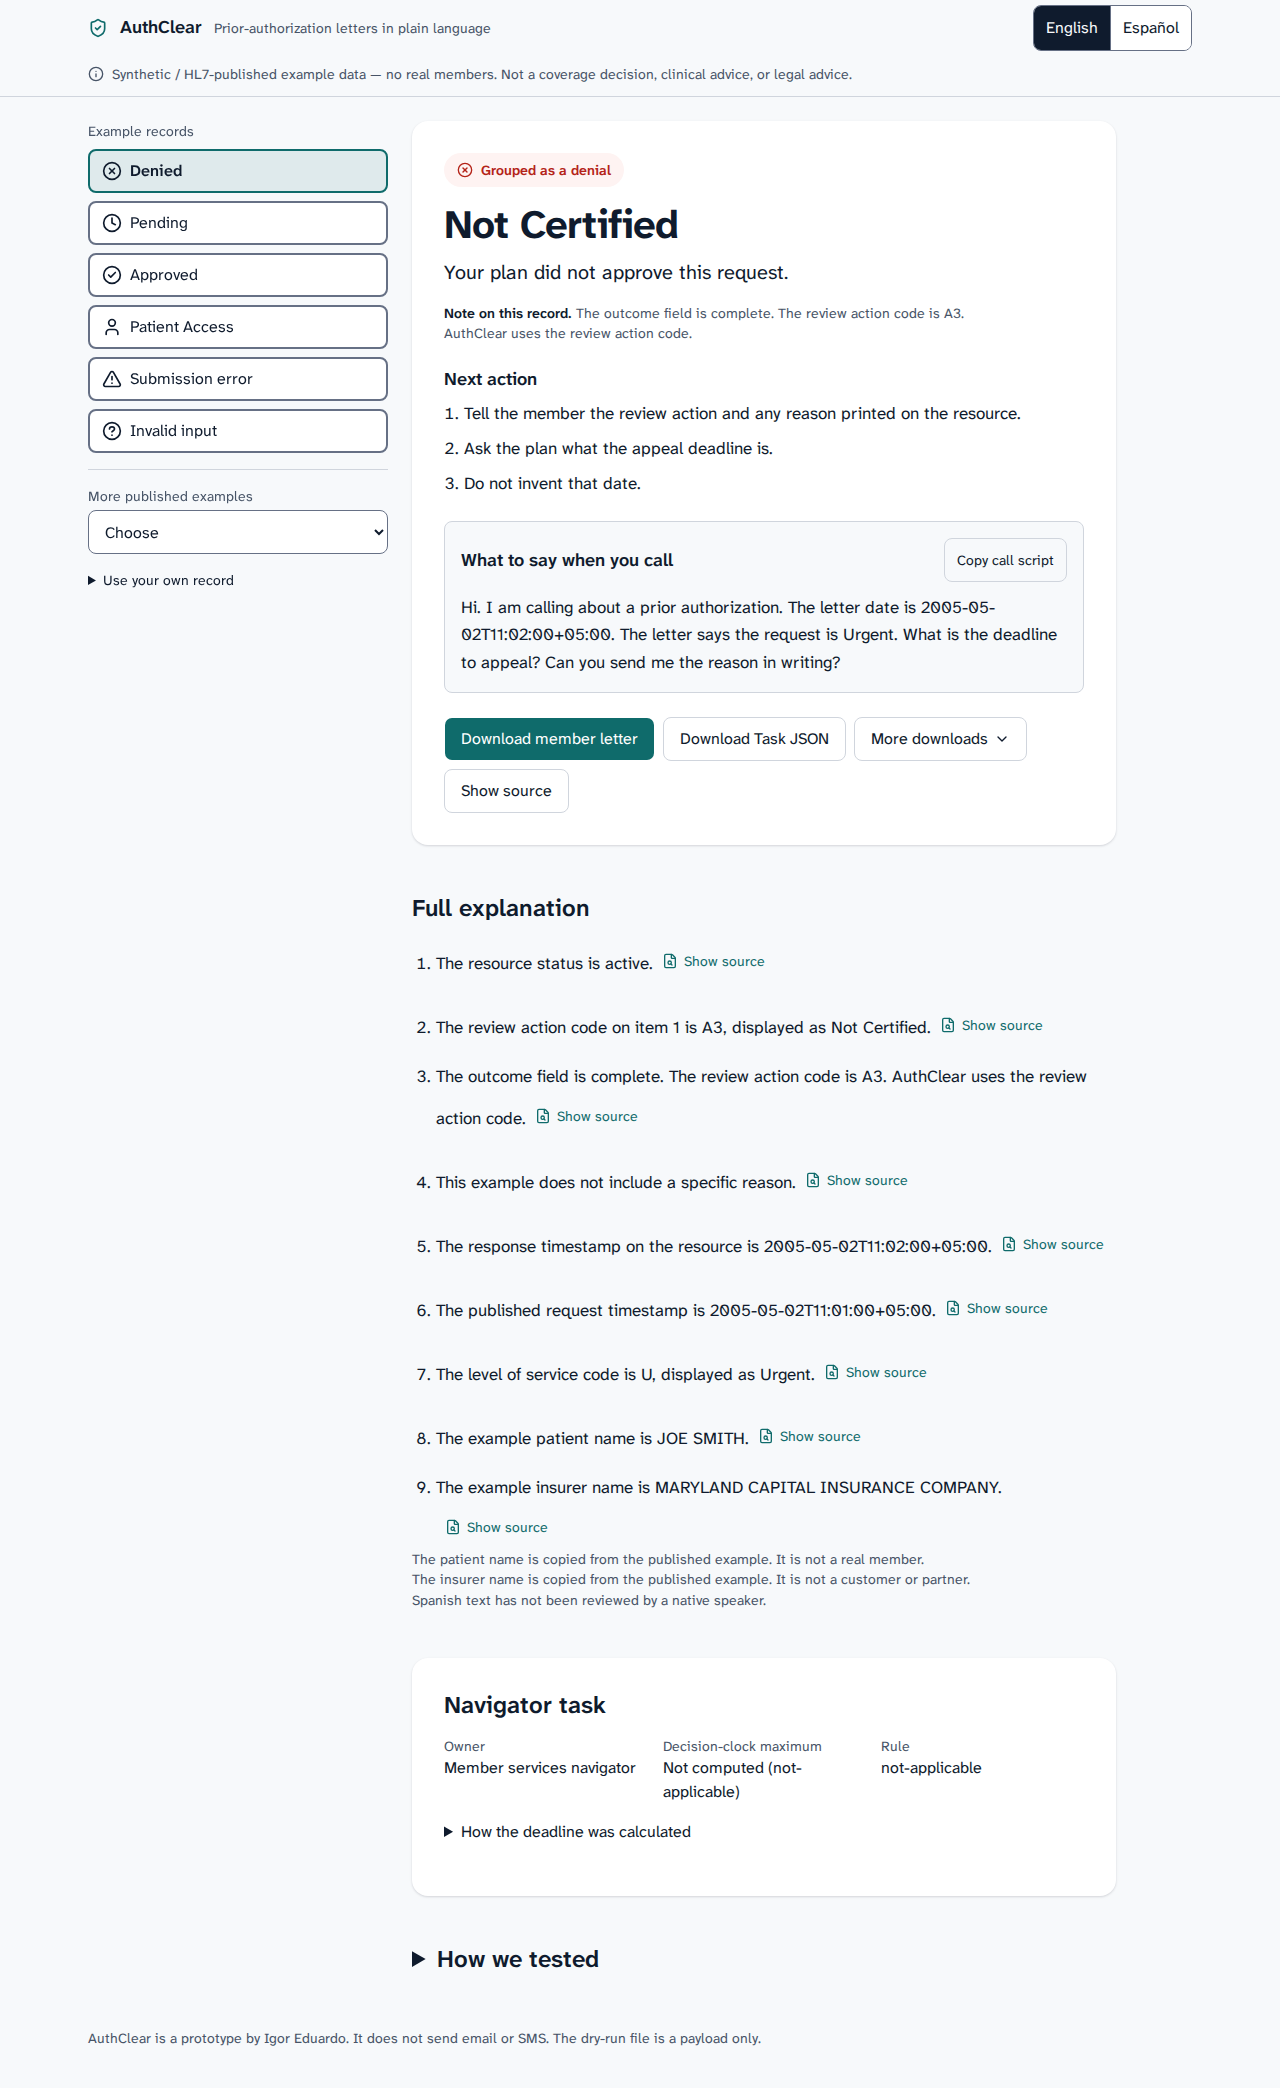 AuthClear Prior-authorization letters in plain language
English Español
Synthetic / HL7-published example data — no real members. Not a coverage decision, clinical advice, or legal advice.
Example records
Denied
Pending
Approved
Patient Access
Submission error
Invalid input
More published examples
Choose
Use your own record
Grouped as a denial
Not Certified
Your plan did not approve this request.
Note on this record. The outcome field is complete. The review action code is A3.
AuthClear uses the review action code.
Next action
1. Tell the member the review action and any reason printed on the resource.
2. Ask the plan what the appeal deadline is.
3. Do not invent that date.
What to say when you call
Copy call script
Hi. I am calling about a prior authorization. The letter date is 2005-05-
02T11:02:00+05:00. The letter says the request is Urgent. What is the deadline
to appeal? Can you send me the reason in writing?
Download member letter
Download Task JSON
More downloads
Show source
Full explanation
1. The resource status is active. Show source
2. The review action code on item 1 is A3, displayed as Not Certified. Show source
3. The outcome field is complete. The review action code is A3. AuthClear uses the review
action code. Show source
4. This example does not include a specific reason. Show source
5. The response timestamp on the resource is 2005-05-02T11:02:00+05:00. Show source
6. The published request timestamp is 2005-05-02T11:01:00+05:00. Show source
7. The level of service code is U, displayed as Urgent. Show source
8. The example patient name is JOE SMITH. Show source
9. The example insurer name is MARYLAND CAPITAL INSURANCE COMPANY.
Show source
The patient name is copied from the published example. It is not a real member.
The insurer name is copied from the published example. It is not a customer or partner.
Spanish text has not been reviewed by a native speaker.
Navigator task
Owner
Member services navigator
Decision-clock maximum
Not computed (not-
applicable)
Rule
not-applicable
How the deadline was calculated
How we tested
AuthClear is a prototype by Igor Eduardo. It does not send email or SMS. The dry-run file is a payload only.